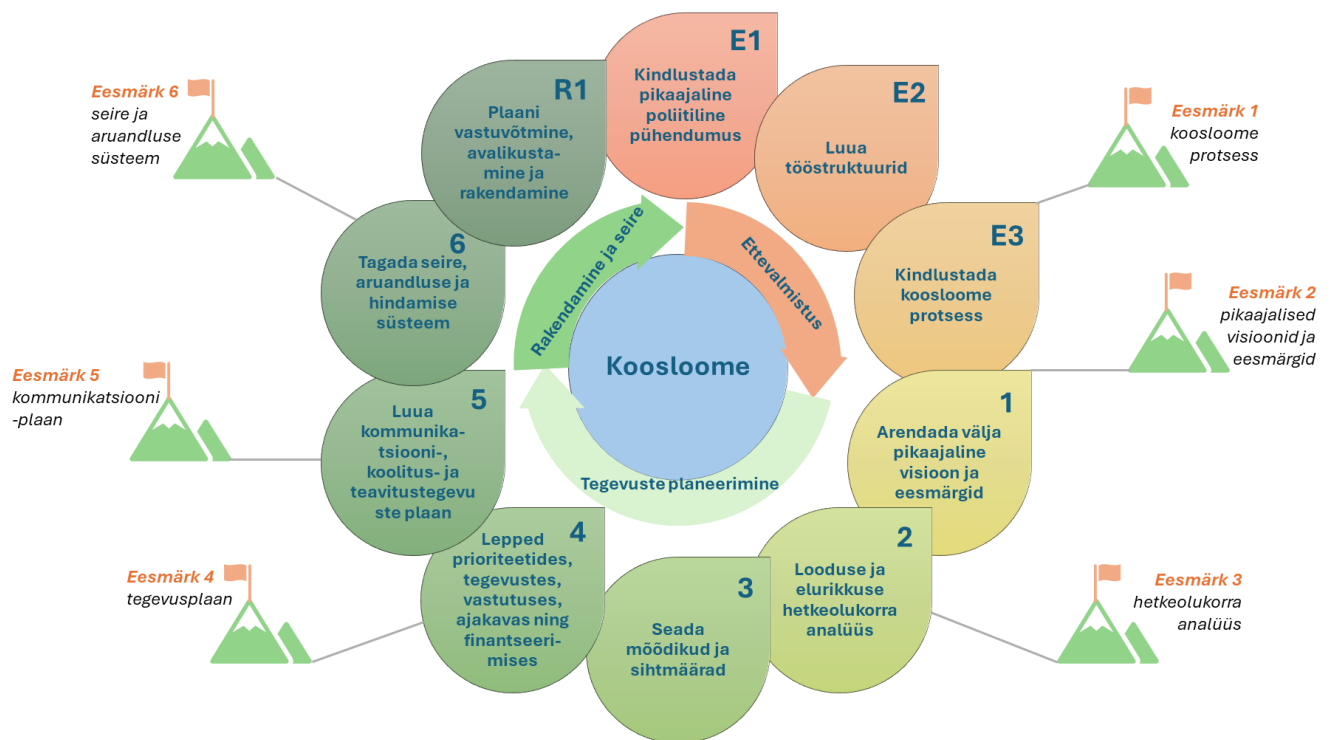 E1
Kindlustada
pikaajaline
poliitiline
pühendumus
E2
Luua
tööstruktuurid
E3
Kindlustada
koosloome
protsess
1
Arendada välja
pikaajaline
visioon ja
eesmärgid
2
Looduse ja
elurikkuse
hetkeolukorra
analüüs
3
Seada
mõõdikud ja
sihtmäärad
4
Lepped
prioriteetides,
tegevustes,
vastutuses,
ajakavas ning
finantseeri-
mises
5
Luua
kommunika-
tsiooni-,
koolitus- ja
teavitustegevu
ste plaan
6
Tagada seire,
aruandluse ja
hindamise
süsteem
R1
Plaani
vastuvõtmine,
avalikusta-
mine ja
rakendamine
Ettevalmistus
Tegevuste planeerimine
Rakendamine ja seire
Koosloome
Eesmärk 1
koosloome
protsess
Eesmärk 2
pikaajalised
visioonid ja
eesmärgid
Eesmärk 3
hetkeolukorra
analüüs
Eesmärk 4
tegevusplaan
Eesmärk 5
kommunikatsiooni
-plaan
Eesmärk 6
seire ja
aruandluse
süsteem